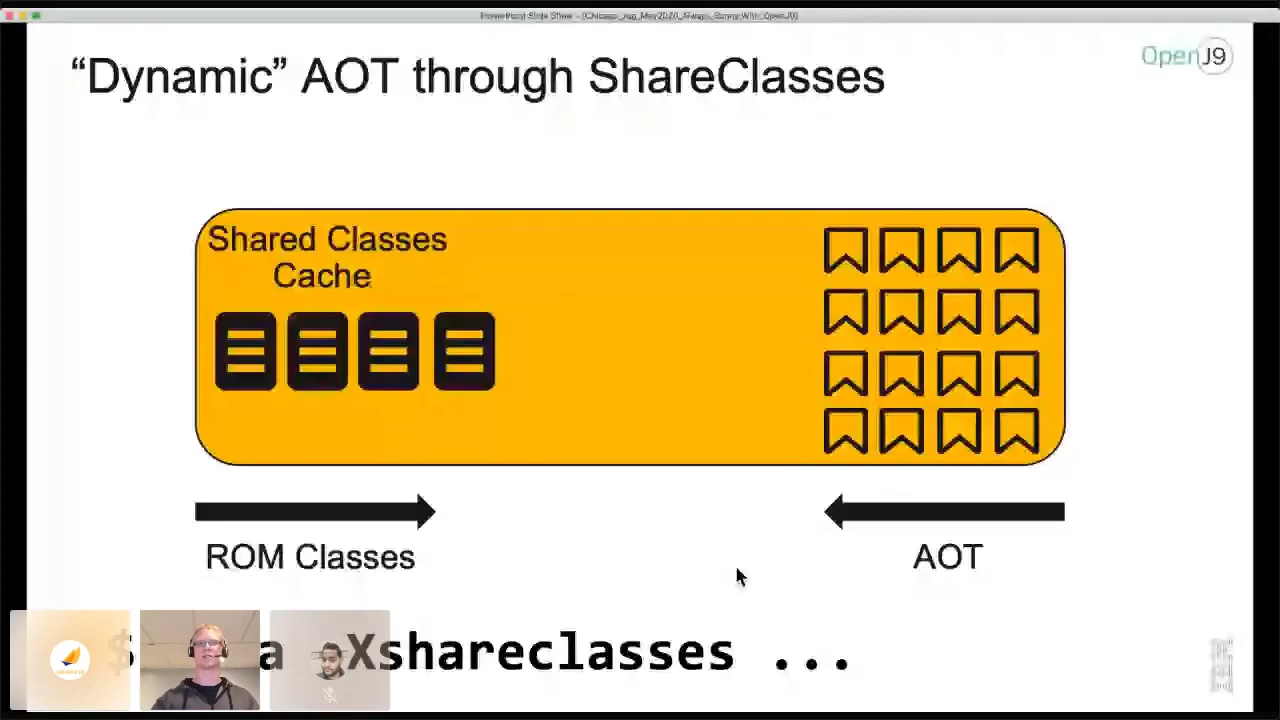 “Dynamic” AOT through ShareClasses
OpenJ9
Shared Classes
Cache
ROM Classes
AOT
$ a Xshareclasses ...